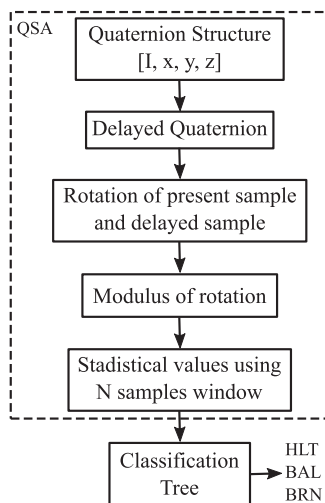 QSA
Quaternion Structure
[I, x, y, z]
Delayed Quaternion
Rotation of present sample
and delayed sample
Modulus of rotation
Stadistical values using
N samples window
Classification
Tree
HLT
BAL
BRN